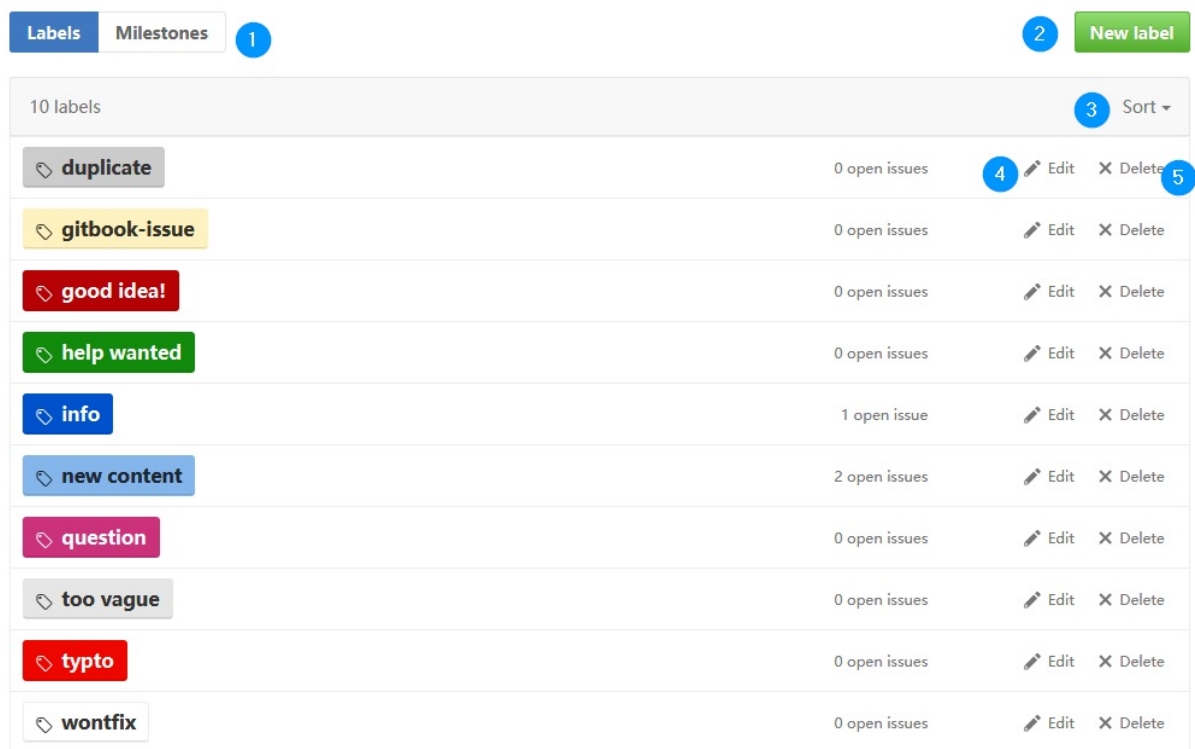 Labels Milestones 1 2 New label
10 labels 3 Sort
duplicate 0 open issues 4 Edit Delete 5
gitbook-issue 0 open issues Edit Delete
good idea! 0 open issues Edit Delete
help wanted 0 open issues Edit Delete
info 1 open issue Edit Delete
new content 2 open issues Edit Delete
question 0 open issues Edit Delete
too vague 0 open issues Edit Delete
typto 0 open issues Edit Delete
wontfix 0 open issues Edit Delete